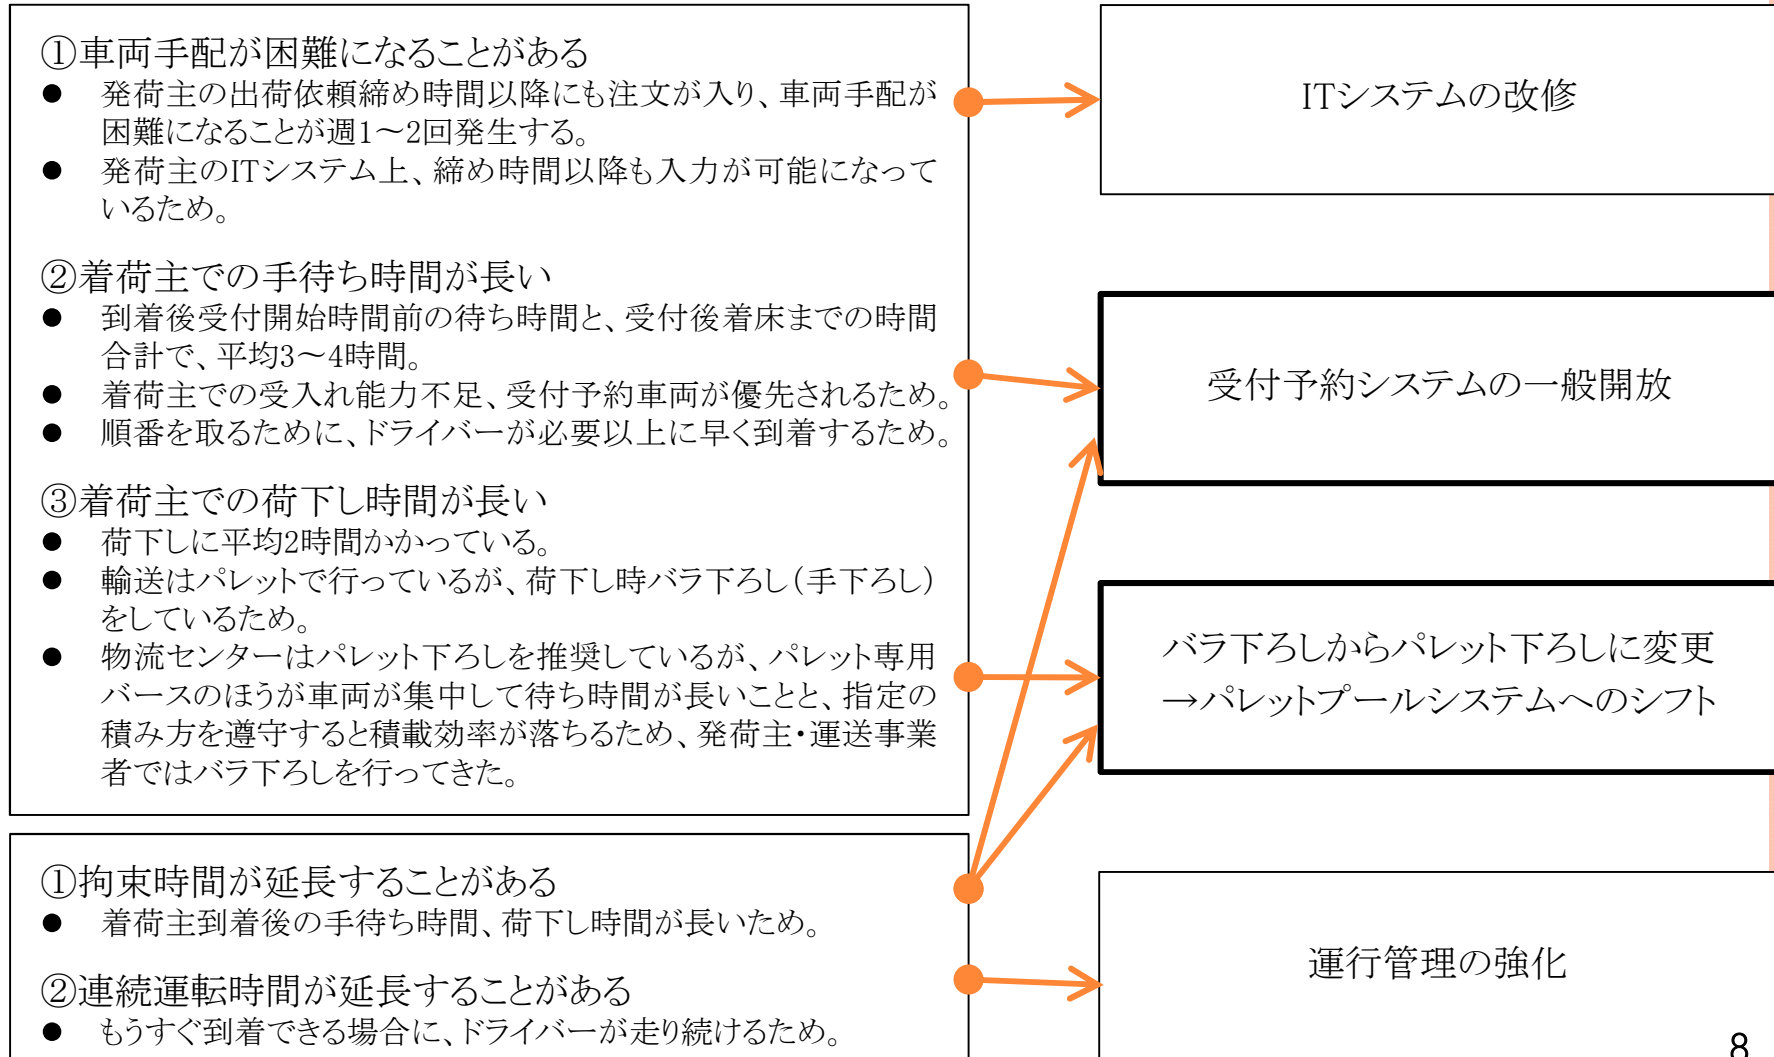 ①車両手配が困難になることがある
● 発荷主の出荷依頼締め時間以降にも注文が入り、車両手配が
困難になることが週1～2回発生する。
● 発荷主のITシステム上、締め時間以降も入力が可能になって
いるため。
②着荷主での手待ち時間が長い
● 到着後受付開始時間前の待ち時間と、受付後着床までの時間
合計で、平均3～4時間。
● 着荷主での受入れ能力不足、受付予約車両が優先されるため。
● 順番を取るために、ドライバーが必要以上に早く到着するため。
③着荷主での荷下し時間が長い
● 荷下しに平均2時間かかっている。
● 輸送はパレットで行っているが、荷下し時バラ下ろし（手下ろし）
をしているため。
● 物流センターはパレット下ろしを推奨しているが、パレット専用
バースのほうが車両が集中して待ち時間が長いことと、指定の
積み方を遵守すると積載効率が落ちるため、発荷主・運送事業
者ではバラ下ろしを行ってきた。
①拘束時間が延長することがある
● 着荷主到着後の手待ち時間、荷下し時間が長いため。
②連続運転時間が延長することがある
● もうすぐ到着できる場合に、ドライバーが走り続けるため。
ITシステムの改修
受付予約システムの一般開放
バラ下ろしからパレット下ろしに変更
→パレットプールシステムへのシフト
運行管理の強化
8